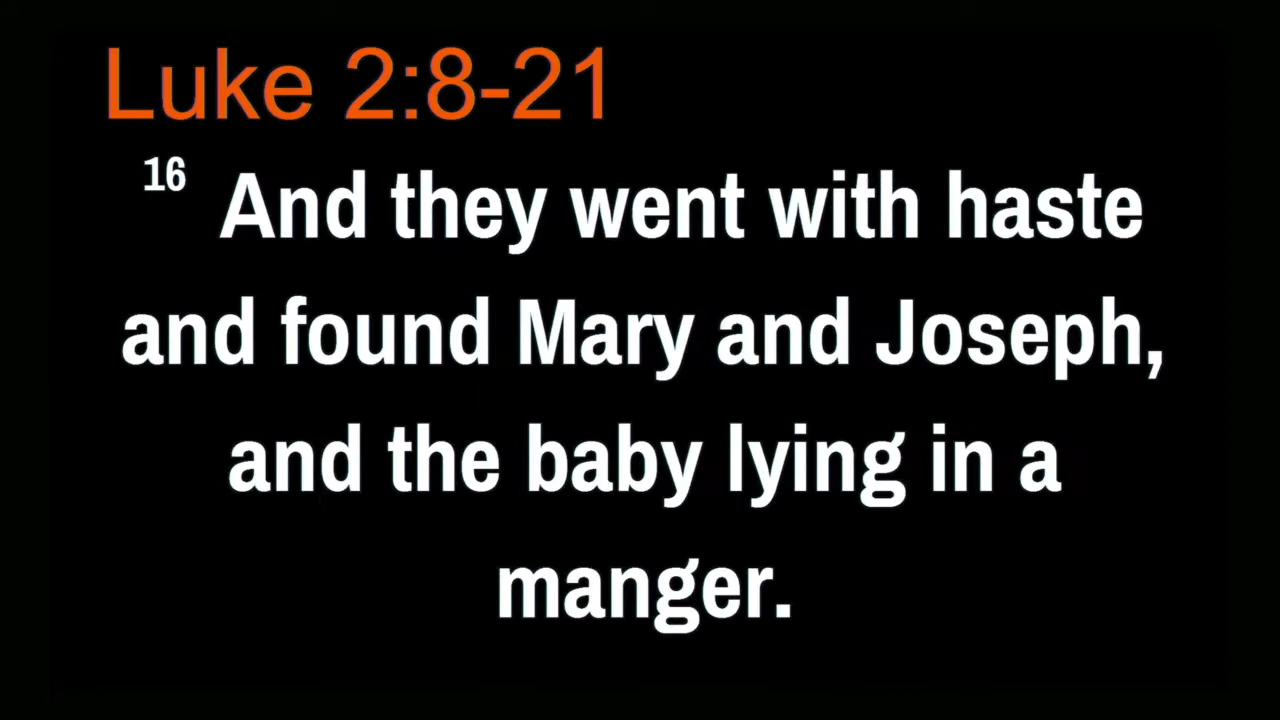 Luke 2:8-21
16 And they went with haste
and found Mary and Joseph,
and the baby lying in a
manger.